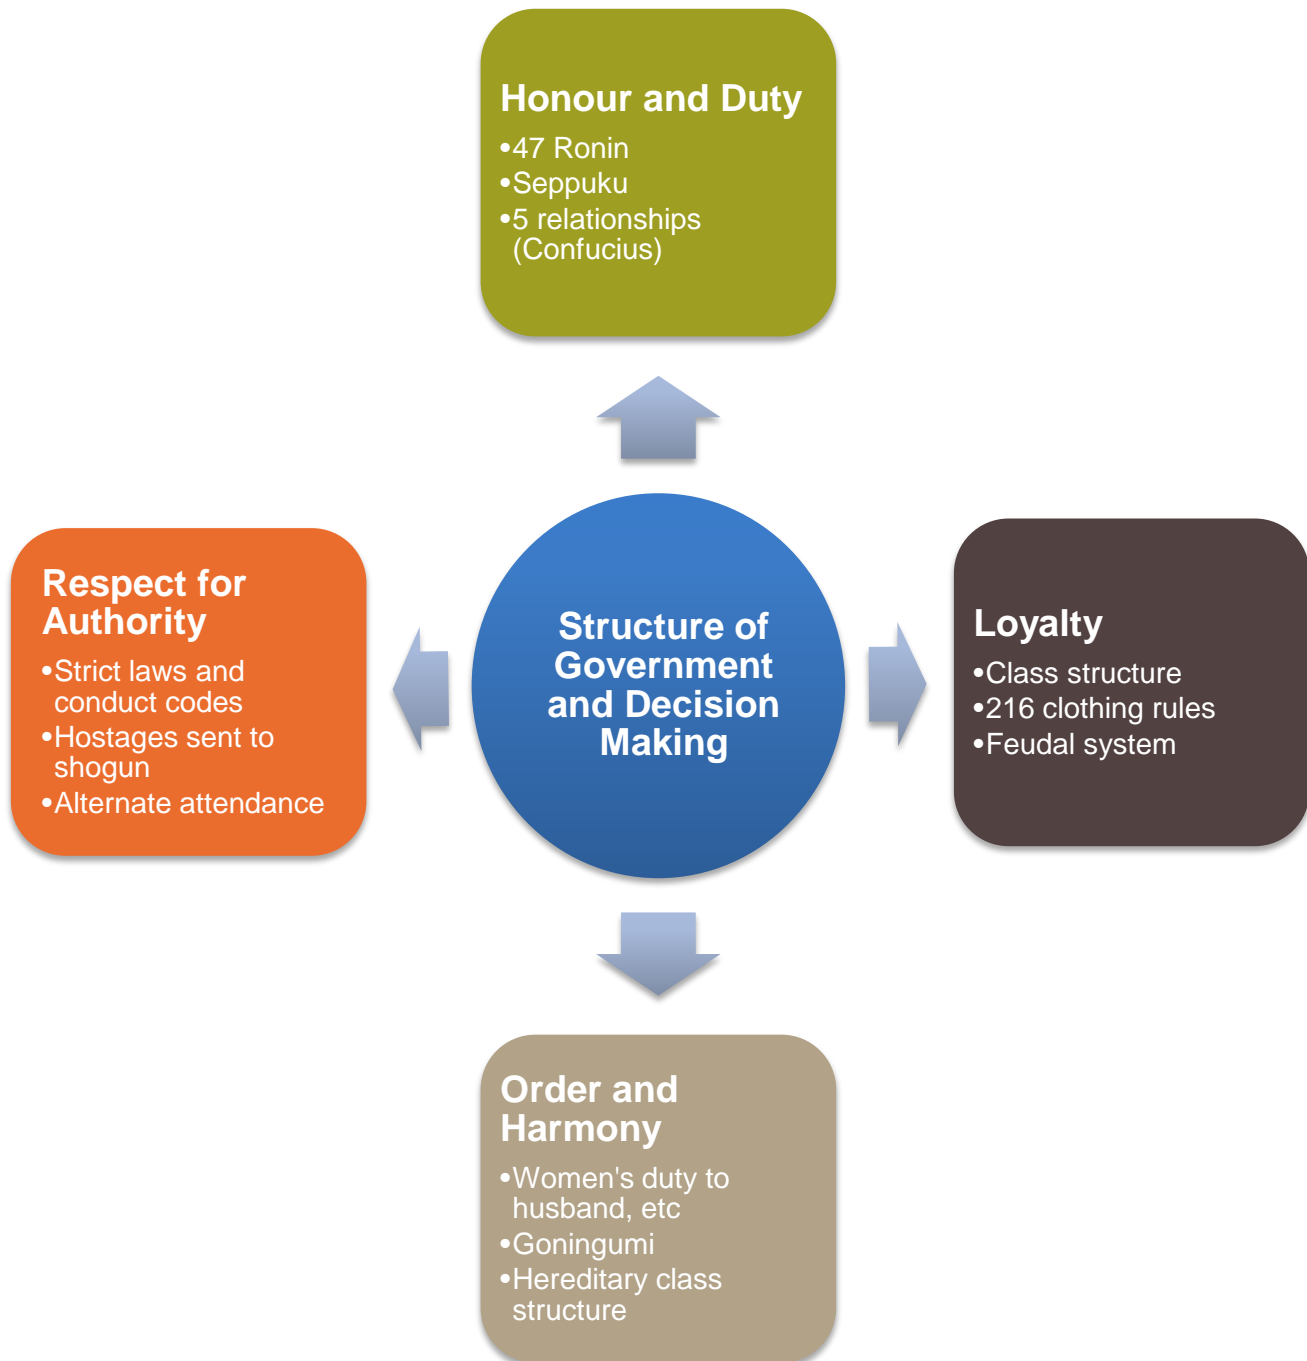 Honour and Duty
•47 Ronin
•Seppuku
•5 relationships
(Confucius)
Respect for
Authority
•Strict laws and
conduct codes
•Hostages sent to
shogun
•Alternate attendance
Structure of
Government
and Decision
Making
Loyalty
•Class structure
•216 clothing rules
•Feudal system
Order and
Harmony
•Women's duty to
husband, etc
•Goningumi
•Hereditary class
structure